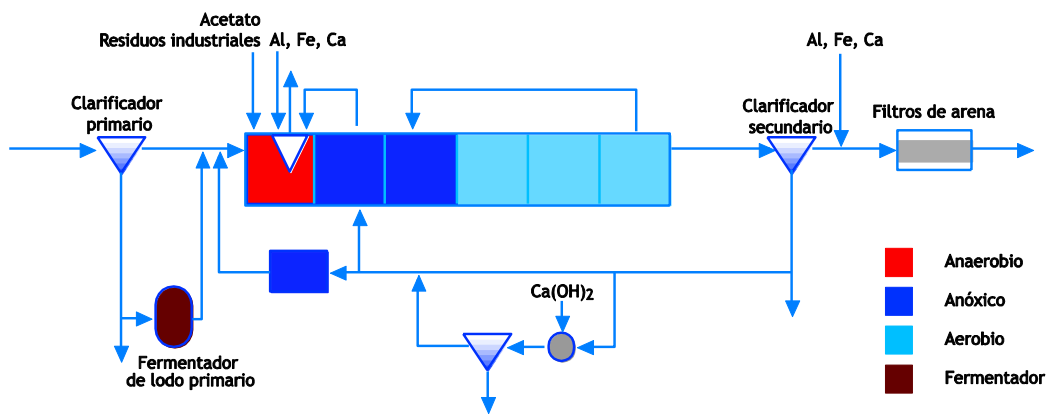 Acetato
Residuos industriales
Al, Fe, Ca
Al, Fe, Ca
Clarificador
primario
Clarificador
secundario
Filtros de arena
Ca(OH)2
Fermentador
de lodo primario
Anaerobio
Anóxico
Aerobio
Fermentador